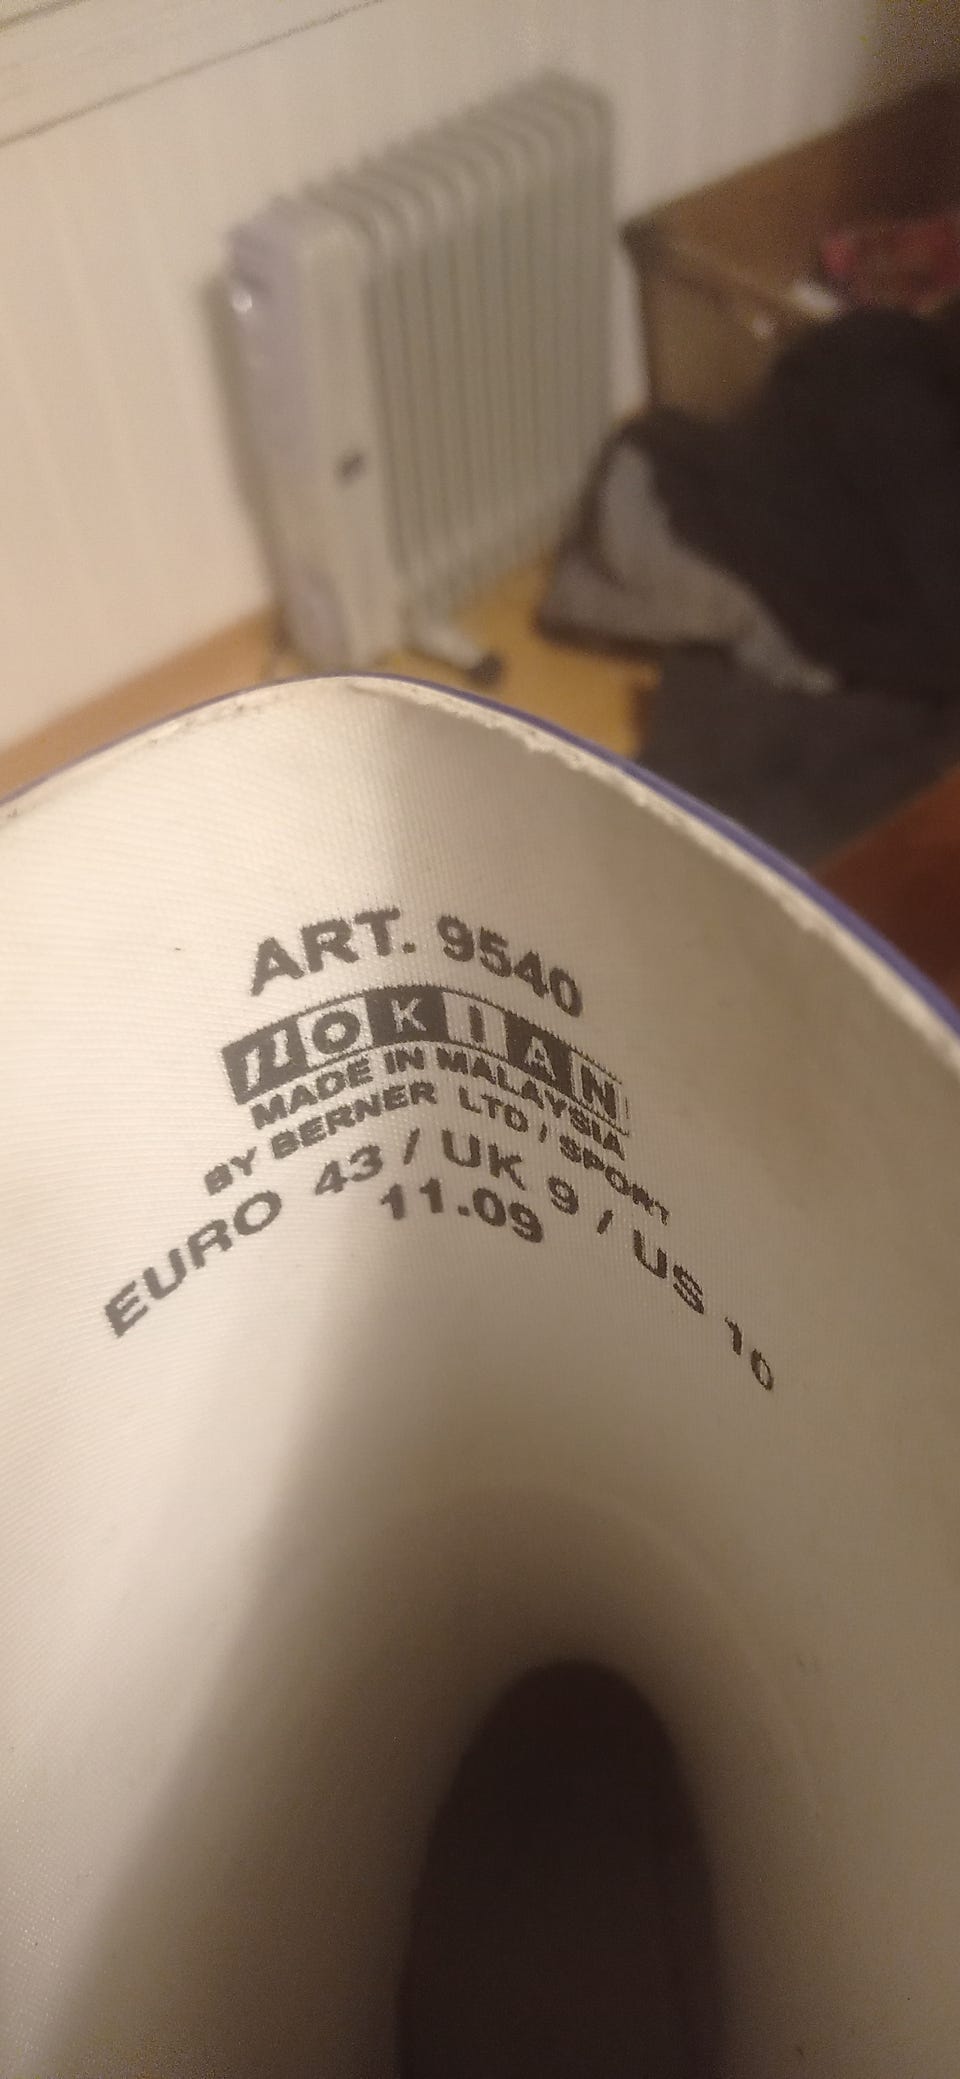 ART. 9540
NOKIAN
MADE IN MALAYSIA
BY BERNER LTD / SPORT
EURO 43 / UK 9 / US 10
11.09